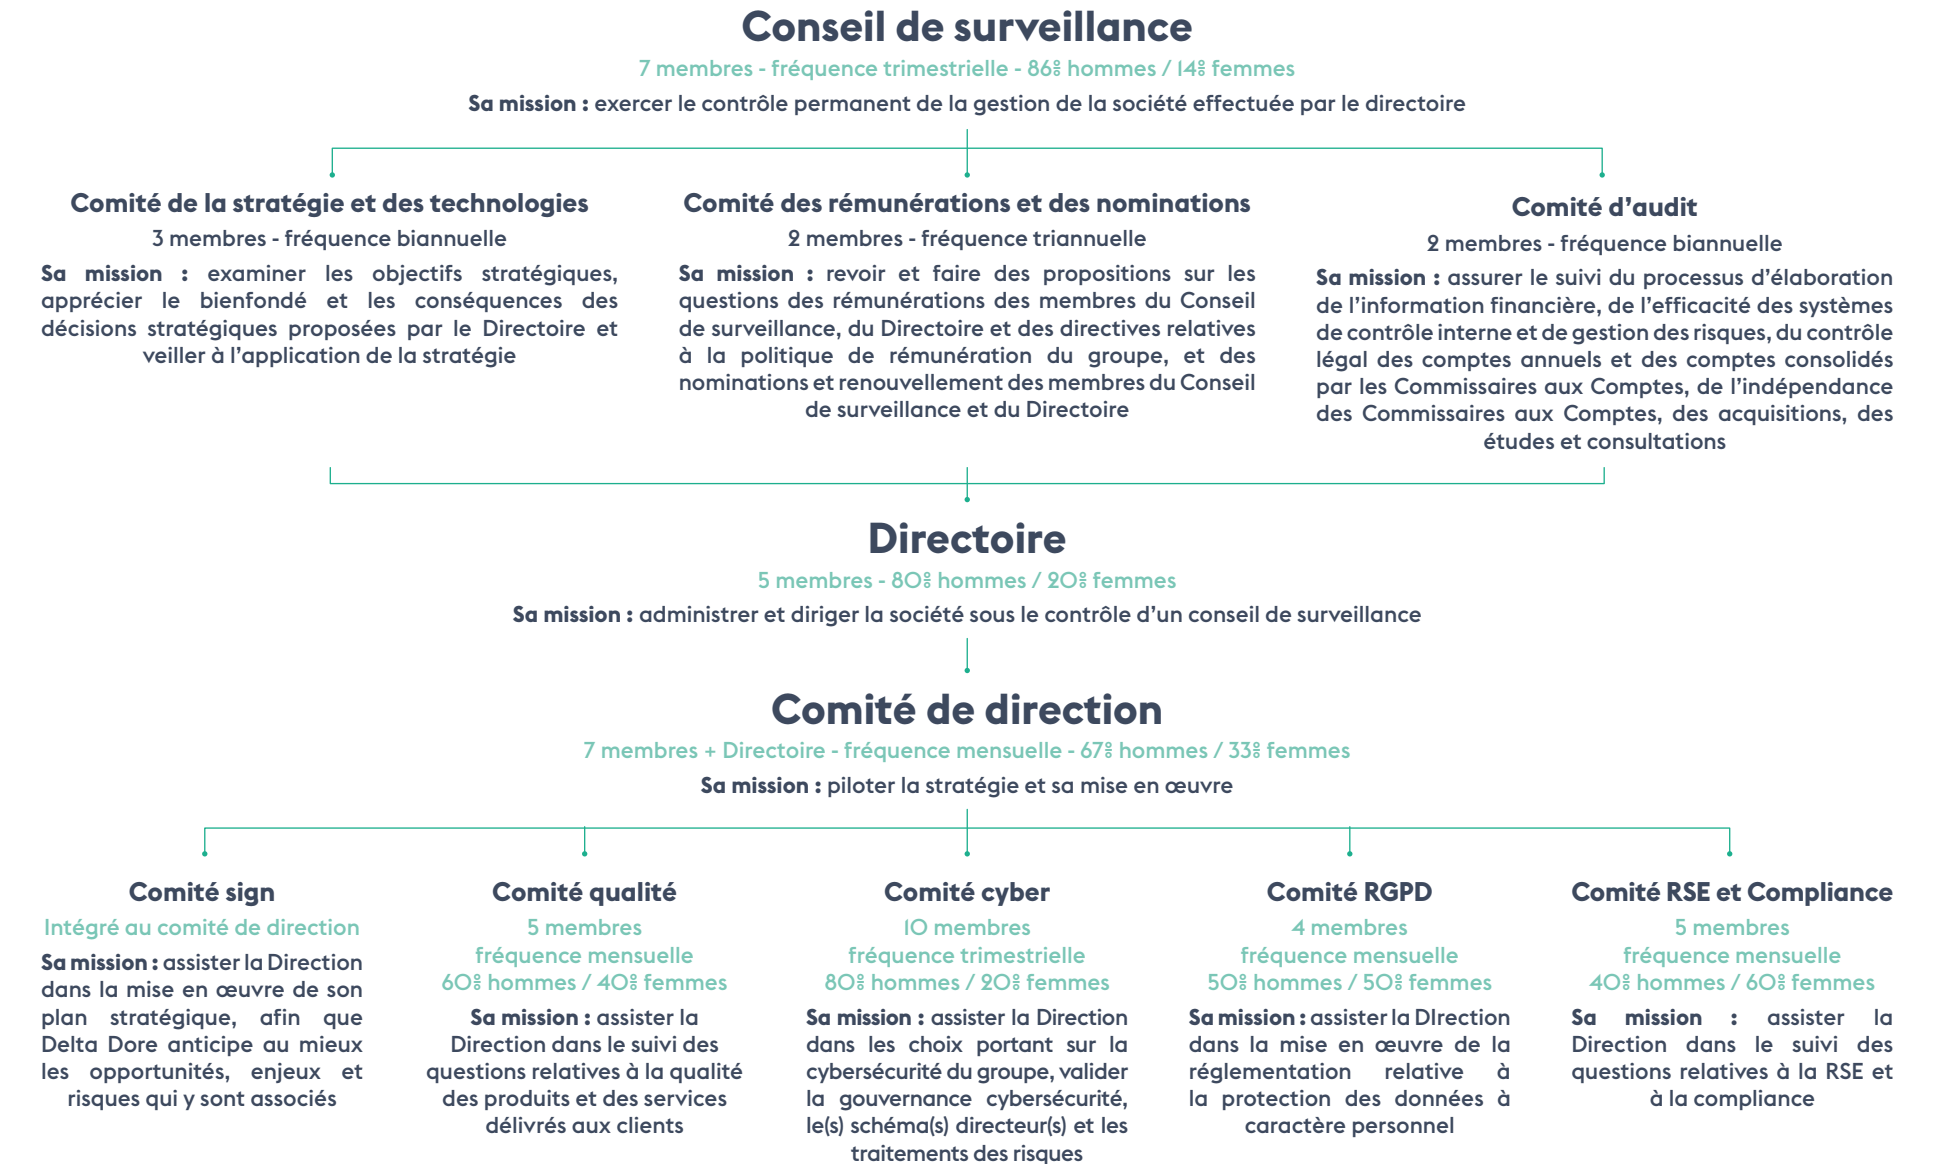 Conseil de surveillance
7 membres - fréquence trimestrielle - 86% hommes / 14% femmes
Sa mission : exercer le contrôle permanent de la gestion de la société effectuée par le directoire
Comité de la stratégie et des technologies
3 membres - fréquence biannuelle
Sa mission : examiner les objectifs stratégiques,
apprécier le bienfondé et les conséquences des
décisions stratégiques proposées par le Directoire et
veiller à l’application de la stratégie
Comité des rémunérations et des nominations
2 membres - fréquence triannuelle
Sa mission : revoir et faire des propositions sur les
questions des rémunérations des membres du Conseil
de surveillance, du Directoire et des directives relatives
à la politique de rémunération du groupe, et des
nominations et renouvellement des membres du Conseil
de surveillance et du Directoire
Comité d’audit
2 membres - fréquence biannuelle
Sa mission : assurer le suivi du processus d’élaboration
de l’information financière, de l’efficacité des systèmes
de contrôle interne et de gestion des risques, du contrôle
légal des comptes annuels et des comptes consolidés
par les Commissaires aux Comptes, de l’indépendance
des Commissaires aux Comptes, des acquisitions, des
études et consultations
Directoire
5 membres - 80% hommes / 20% femmes
Sa mission : administrer et diriger la société sous le contrôle d’un conseil de surveillance
Comité de direction
7 membres + Directoire - fréquence mensuelle - 67% hommes / 33% femmes
Sa mission : piloter la stratégie et sa mise en œuvre
Comité sign
Intégré au comité de direction
Sa mission : assister la Direction
dans la mise en œuvre de son
plan stratégique, afin que
Delta Dore anticipe au mieux
les opportunités, enjeux et
risques qui y sont associés
Comité qualité
5 membres
fréquence mensuelle
60% hommes / 40% femmes
Sa mission : assister la
Direction dans le suivi des
questions relatives à la qualité
des produits et des services
délivrés aux clients
Comité cyber
10 membres
fréquence trimestrielle
80% hommes / 20% femmes
Sa mission : assister la Direction
dans les choix portant sur la
cybersécurité du groupe, valider
la gouvernance cybersécurité,
le(s) schéma(s) directeur(s) et les
traitements des risques
Comité RGPD
4 membres
fréquence mensuelle
50% hommes / 50% femmes
Sa mission : assister la DIrection
dans la mise en œuvre de la
réglementation relative à
la protection des données à
caractère personnel
Comité RSE et Compliance
5 membres
fréquence mensuelle
40% hommes / 60% femmes
Sa mission : assister la
Direction dans le suivi des
questions relatives à la RSE et
à la compliance